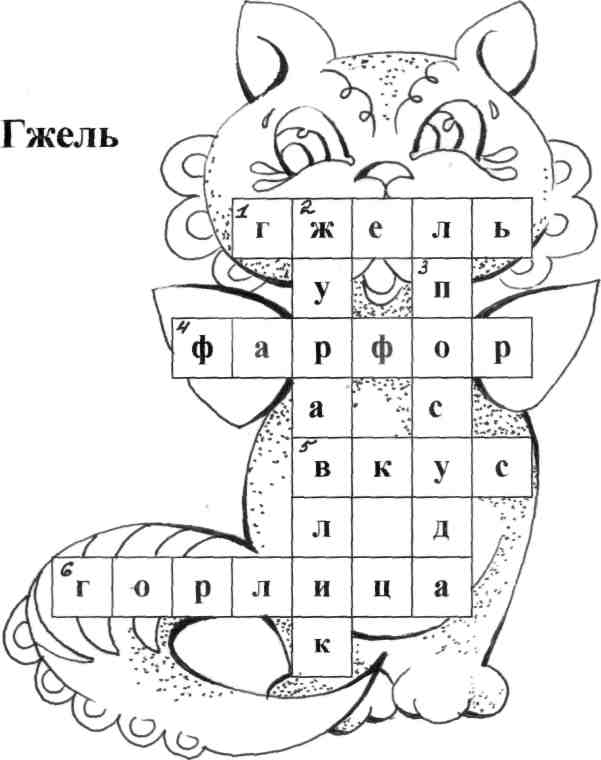 Гжель
1 г 2 ж е л ь
у 3 п
4 ф а р ф о р
а с
5 в к у с
л д
6 г о р л и ц а
к